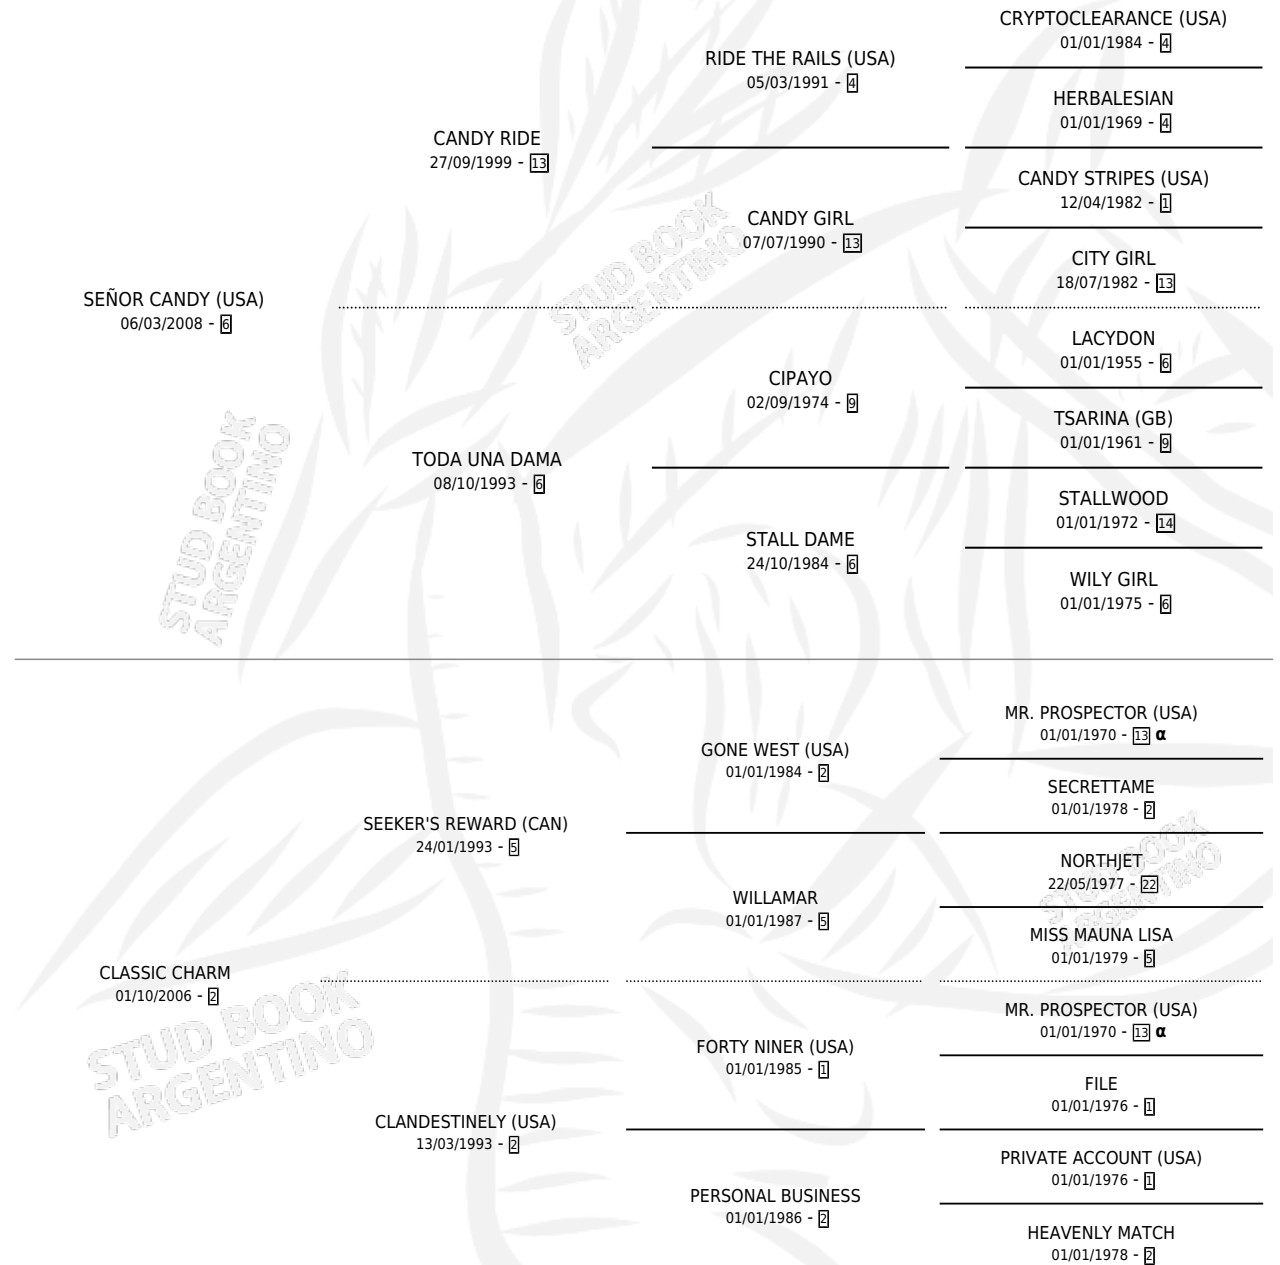 CRYPTOCLEARANCE (USA)
01/01/1984 - 4
RIDE THE RAILS (USA)
05/03/1991 - 4
HERBALESIAN
01/01/1969 - 4
CANDY RIDE
27/09/1999 - 13
CANDY STRIPES (USA)
12/04/1982 - 1
CANDY GIRL
07/07/1990 - 13
CITY GIRL
18/07/1982 - 13
SEÑOR CANDY (USA)
06/03/2008 - 6
LACYDON
01/01/1955 - 6
CIPAYO
02/09/1974 - 9
TSARINA (GB)
01/01/1961 - 9
TODA UNA DAMA
08/10/1993 - 6
STALLWOOD
01/01/1972 - 14
STALL DAME
24/10/1984 - 6
WILY GIRL
01/01/1975 - 6
MR. PROSPECTOR (USA)
01/01/1970 - 13 α
GONE WEST (USA)
01/01/1984 - 2
SECRETTAME
01/01/1978 - 2
SEEKER'S REWARD (CAN)
24/01/1993 - 5
NORTHJET
22/05/1977 - 22
WILLAMAR
01/01/1987 - 5
MISS MAUNA LISA
01/01/1979 - 5
CLASSIC CHARM
01/10/2006 - 2
MR. PROSPECTOR (USA)
01/01/1970 - 13 α
FORTY NINER (USA)
01/01/1985 - 1
FILE
01/01/1976 - 1
CLANDESTINELY (USA)
13/03/1993 - 2
PRIVATE ACCOUNT (USA)
01/01/1976 - 1
PERSONAL BUSINESS
01/01/1986 - 2
HEAVENLY MATCH
01/01/1978 - 2
STUD BOOK
ARGENTINO
STUD BOOK
ARGENTINO
STUD BOOK
ARGENTINO
STUD BOOK
ARGENTINO